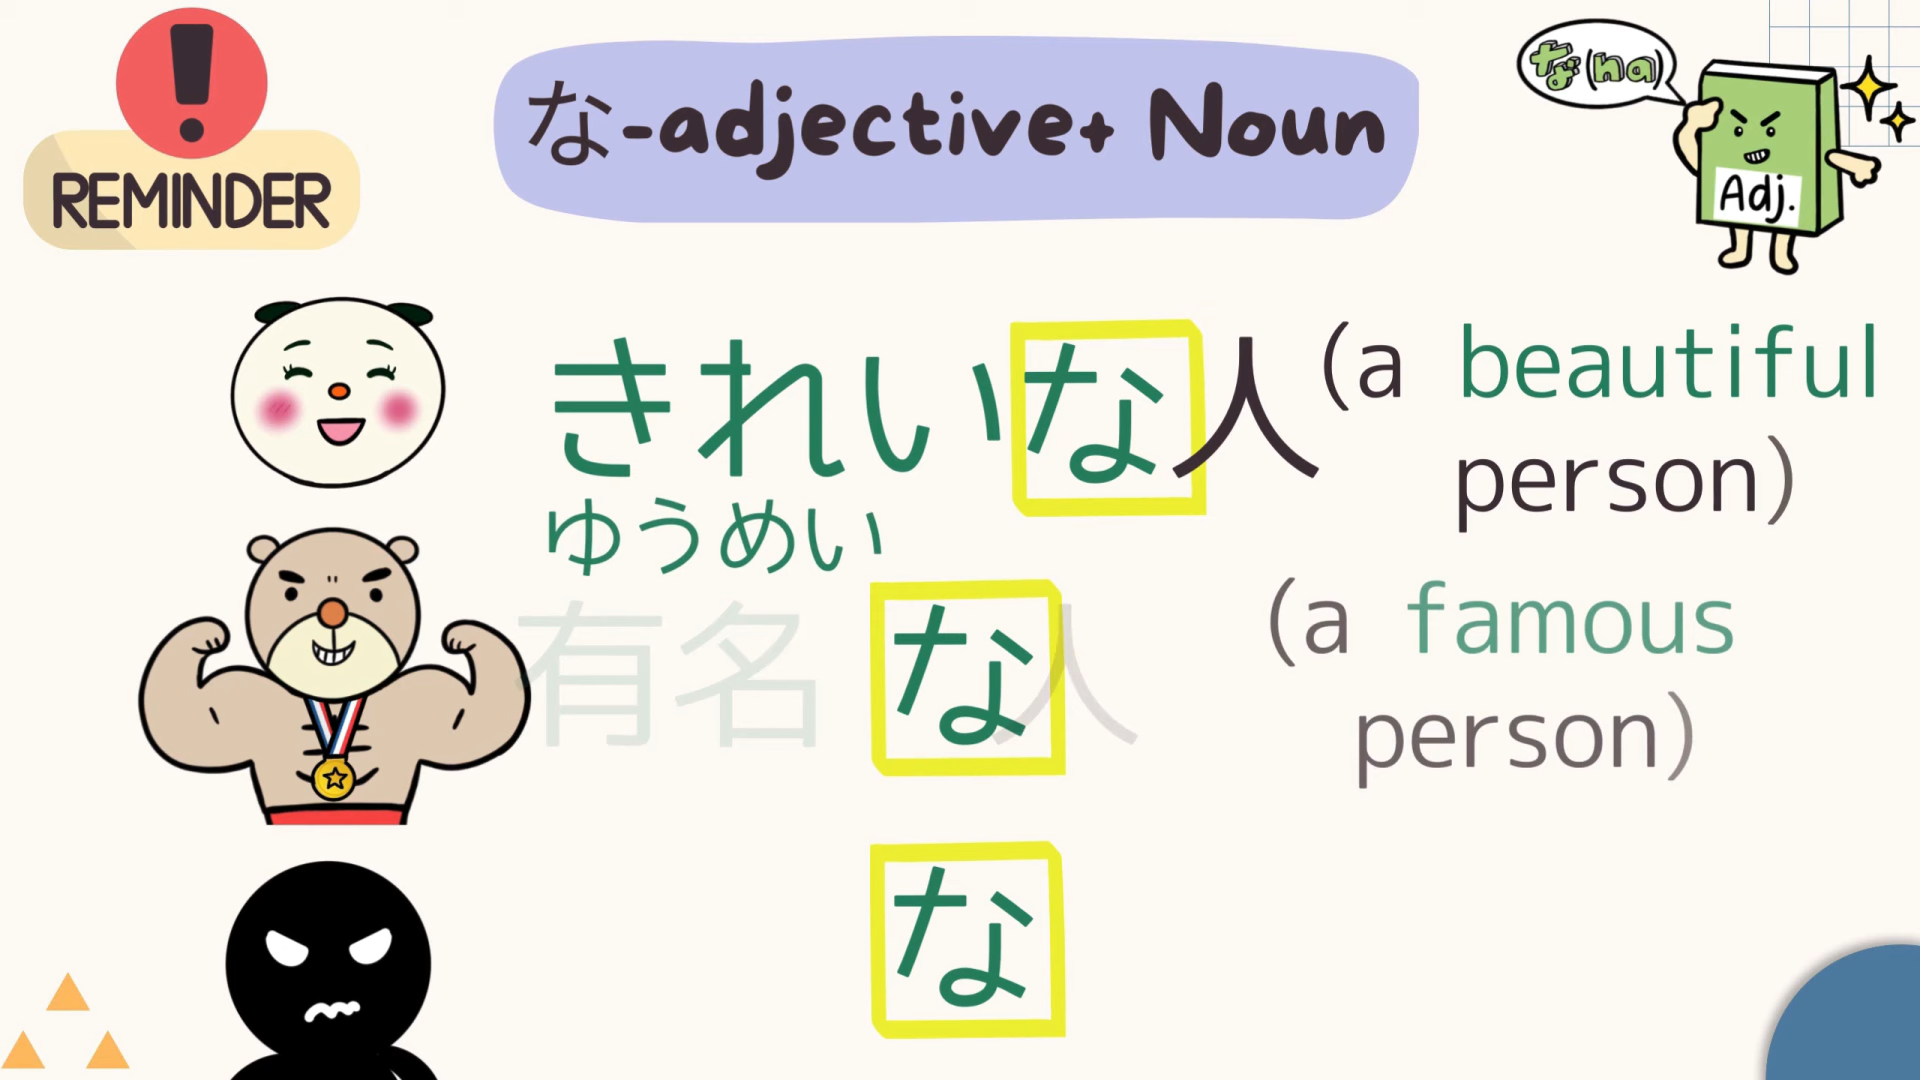 REMINDER
な-adjective+ Noun
な(na)
Adj.
きれいな人(a beautiful
person)
ゆうめい
有名な人 (a famous
person)
な